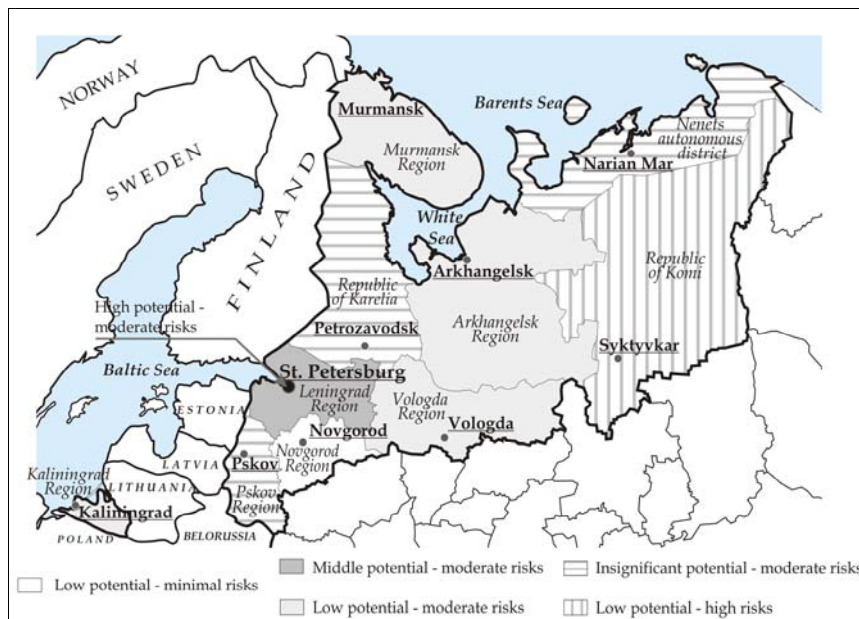 NORWAY
SWEDEN
FINLAND
Murmansk
Murmansk
Region
Barents Sea
Nenets
autonomous
district
Narian Mar
White
Sea
Arkhangelsk
Republic
of Karelia
Republic
of Komi
High potential -
moderate risks
Petrozavodsk
Arkhangelsk
Region
Syktyvkar
Baltic Sea
St. Petersburg
Leningrad
Region
Vologda
Region
ESTONIA
Novgorod
Vologda
LATVIA
Pskov
Novgorod
Region
Kaliningrad
Region
LITHUANIA
Pskov
Region
Kaliningrad
POLAND
BELORUSSIA
Low potential - minimal risks
Middle potential - moderate risks
Insignificant potential - moderate risks
Low potential - moderate risks
Low potential - high risks